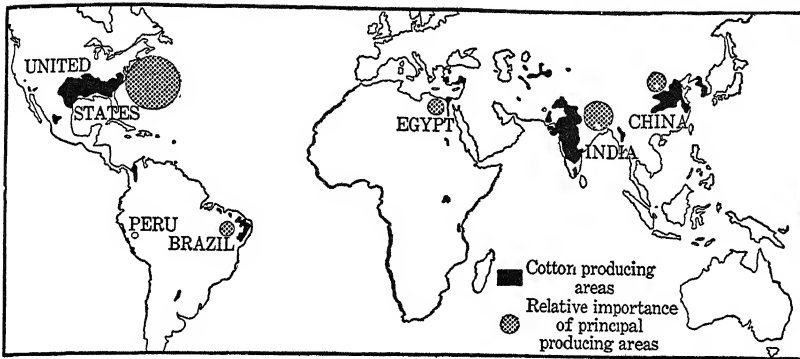 UNITED
STATES
EGYPT
CHINA
INDIA
PERU
BRAZIL
Cotton producing
areas
Relative importance
of principal
producing areas